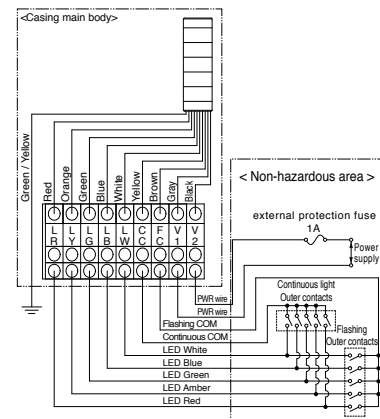 <Casing main body>
Green / Yellow
Red
Orange
Green
Blue
White
Yellow
Brown
Gray
Black
L R
L Y
L G
L B
L W
C C
F C
V 1
V 2
< Non-hazardous area >
external protection fuse
1A
Power
supply
PWR wire
PWR wire
Continuous light
Outer contacts
Flashing COM
Continuous COM
Flashing
Outer contacts
LED White
LED Blue
LED Green
LED Amber
LED Red